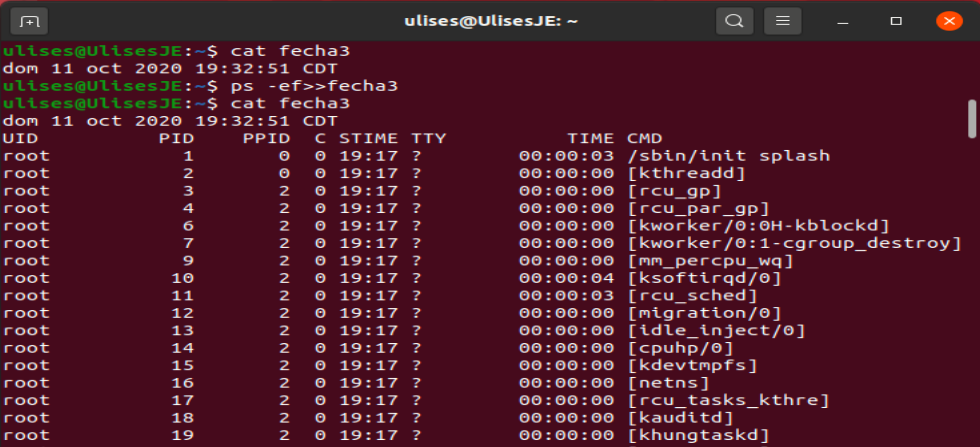 ulises@UlisesJE: ~
ulises@UlisesJE:~$ cat fecha3
dom 11 oct 2020 19:32:51 CDT
ulises@UlisesJE:~$ ps -ef>>fecha3
ulises@UlisesJE:~$ cat fecha3
dom 11 oct 2020 19:32:51 CDT
UID PID PPID C STIME TTY TIME CMD
root 1 0 0 19:17 ? 00:00:03 /sbin/init splash
root 2 0 0 19:17 ? 00:00:00 [kthreadd]
root 3 2 0 19:17 ? 00:00:00 [rcu_gp]
root 4 2 0 19:17 ? 00:00:00 [rcu_par_gp]
root 6 2 0 19:17 ? 00:00:00 [kworker/0:0H-kblockd]
root 7 2 0 19:17 ? 00:00:00 [kworker/0:1-cgroup_destroy]
root 9 2 0 19:17 ? 00:00:00 [mm_percpu_wq]
root 10 2 0 19:17 ? 00:00:04 [ksoftirqd/0]
root 11 2 0 19:17 ? 00:00:03 [rcu_sched]
root 12 2 0 19:17 ? 00:00:00 [migration/0]
root 13 2 0 19:17 ? 00:00:00 [idle_inject/0]
root 14 2 0 19:17 ? 00:00:00 [cpuhp/0]
root 15 2 0 19:17 ? 00:00:00 [kdevtmpfs]
root 16 2 0 19:17 ? 00:00:00 [netns]
root 17 2 0 19:17 ? 00:00:00 [rcu_tasks_kthre]
root 18 2 0 19:17 ? 00:00:00 [kauditd]
root 19 2 0 19:17 ? 00:00:00 [khungtaskd]